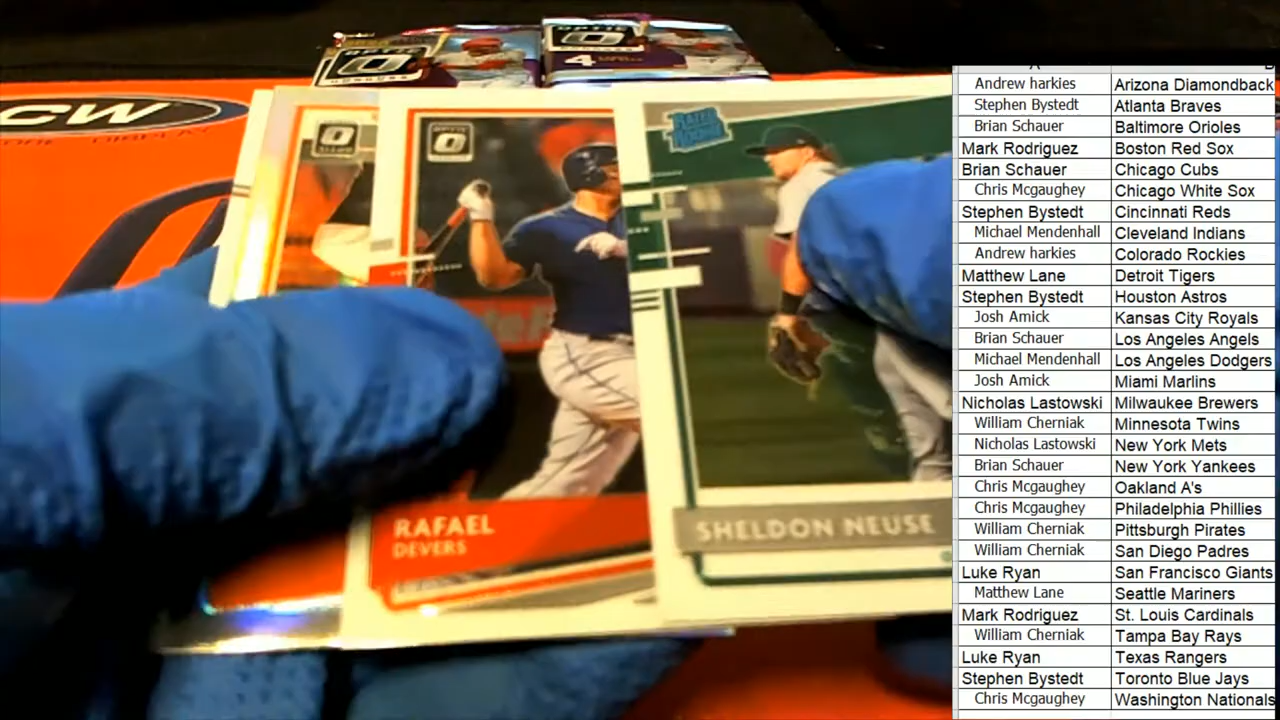 OPTIC
OPTIC
DONRUSS
4
CW
DISPLAY
OPTIC
RATED
ROOKIE
RAFAEL
DEVERS
SHELDON NEUSE
Andrew harkies Arizona Diamondback
Stephen Bystedt Atlanta Braves
Brian Schauer Baltimore Orioles
Mark Rodriguez Boston Red Sox
Brian Schauer Chicago Cubs
Chris Mcgaughey Chicago White Sox
Stephen Bystedt Cincinnati Reds
Michael Mendenhall Cleveland Indians
Andrew harkies Colorado Rockies
Matthew Lane Detroit Tigers
Stephen Bystedt Houston Astros
Josh Amick Kansas City Royals
Brian Schauer Los Angeles Angels
Michael Mendenhall Los Angeles Dodgers
Josh Amick Miami Marlins
Nicholas Lastowski Milwaukee Brewers
William Cherniak Minnesota Twins
Nicholas Lastowski New York Mets
Brian Schauer New York Yankees
Chris Mcgaughey Oakland A's
Chris Mcgaughey Philadelphia Phillies
William Cherniak Pittsburgh Pirates
William Cherniak San Diego Padres
Luke Ryan San Francisco Giants
Matthew Lane Seattle Mariners
Mark Rodriguez St. Louis Cardinals
William Cherniak Tampa Bay Rays
Luke Ryan Texas Rangers
Stephen Bystedt Toronto Blue Jays
Chris Mcgaughey Washington Nationals